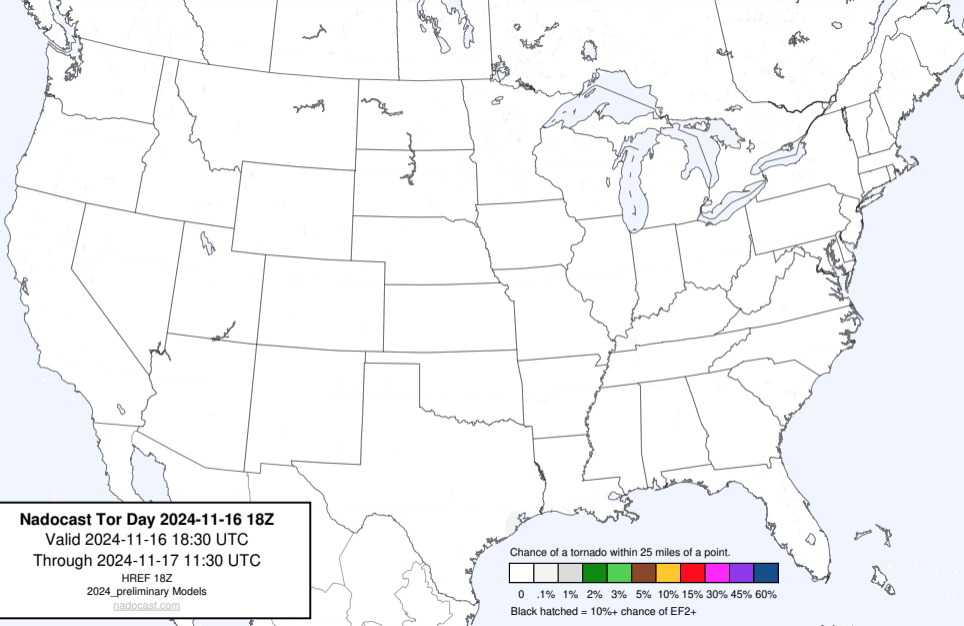 Nadocast Tor Day 2024-11-16 18Z
Valid 2024-11-16 18:30 UTC
Through 2024-11-17 11:30 UTC
HREF 18Z
2024_preliminary Models
nadocast.com
Chance of a tornado within 25 miles of a point.
0 .1% 1% 2% 3% 5% 10% 15% 30% 45% 60%
Black hatched = 10%+ chance of EF2+